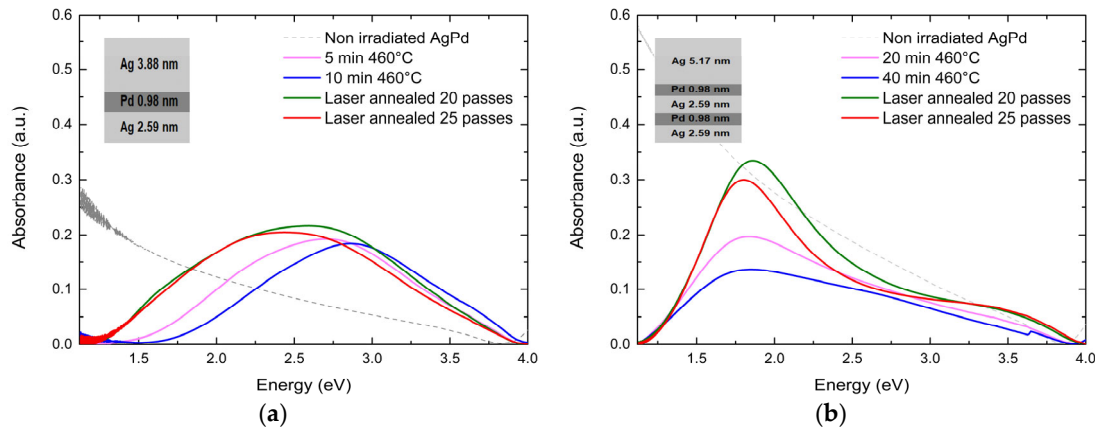 (a)
Non irradiated AgPd
5 min 460°C
10 min 460°C
Laser annealed 20 passes
Laser annealed 25 passes
Ag 3.88 nm
Pd 0.98 nm
Ag 2.59 nm
Absorbance (a.u.)
0.6
0.5
0.4
0.3
0.2
0.1
0.0
1.5 2.0 2.5 3.0 3.5 4.0
Energy (eV)
(a)
(b)
Non irradiated AgPd
20 min 460°C
40 min 460°C
Laser annealed 20 passes
Laser annealed 25 passes
Ag 5.17 nm
Pd 0.98 nm
Ag 2.59 nm
Pd 0.98 nm
Ag 2.59 nm
Absorbance (a.u.)
0.6
0.5
0.4
0.3
0.2
0.1
0.0
1.5 2.0 2.5 3.0 3.5 4.0
Energy (eV)
(b)